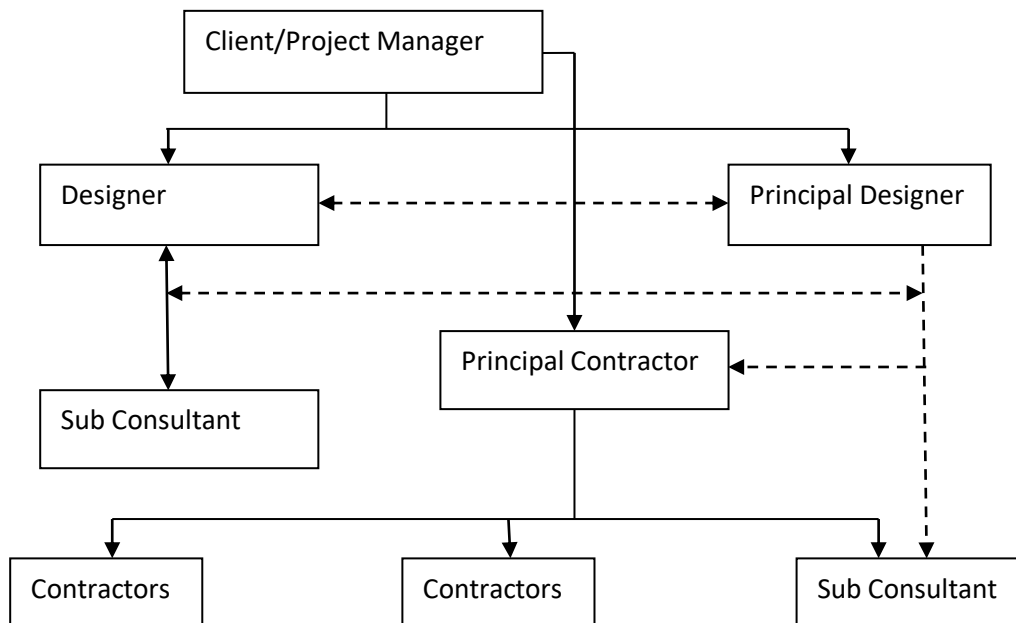 Client/Project Manager
Designer
Principal Designer
Principal Contractor
Sub Consultant
Contractors
Contractors
Sub Consultant